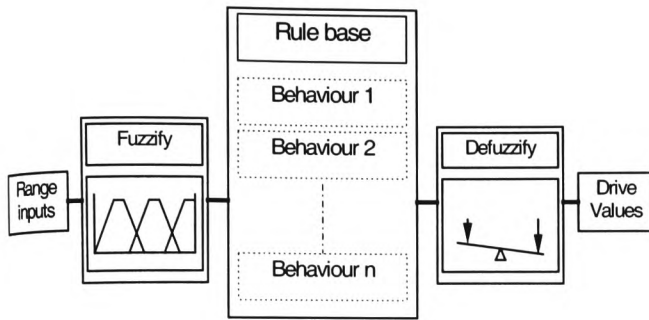 Rule base
Behaviour 1
Fuzzify
Behaviour 2
Defuzzify
Range
inputs
Drive
Values
Behaviour n